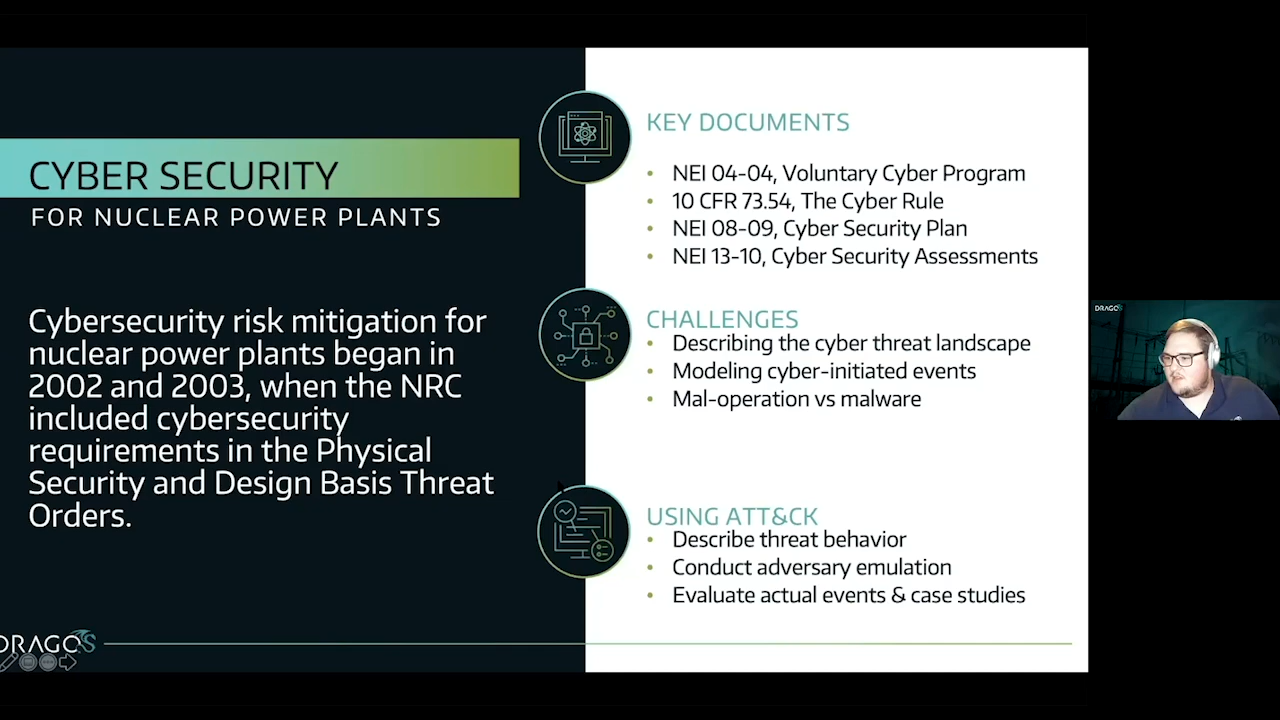 CYBER SECURITY
FOR NUCLEAR POWER PLANTS
Cybersecurity risk mitigation for
nuclear power plants began in
2002 and 2003, when the NRC
included cybersecurity
requirements in the Physical
Security and Design Basis Threat
Orders.
KEY DOCUMENTS
• NEI 04-04, Voluntary Cyber Program
• 10 CFR 73.54, The Cyber Rule
• NEI 08-09, Cyber Security Plan
• NEI 13-10, Cyber Security Assessments
CHALLENGES
• Describing the cyber threat landscape
• Modeling cyber-initiated events
• Mal-operation vs malware
USING ATT&CK
• Describe threat behavior
• Conduct adversary emulation
• Evaluate actual events & case studies
DRAGOS
DRAGOS